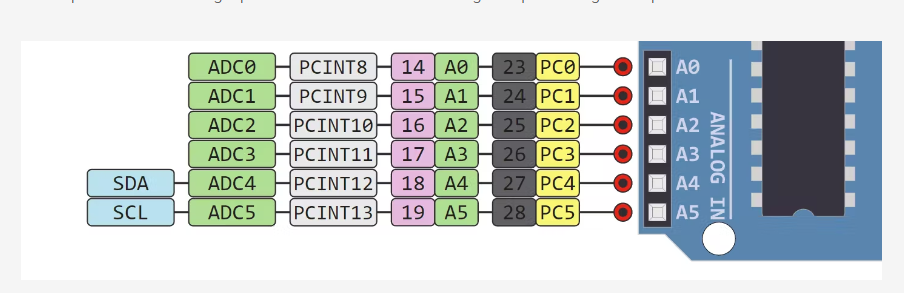 ADC0 PCINT8 14 A0 23 PC0 A0
ADC1 PCINT9 15 A1 24 PC1 A1
ADC2 PCINT10 16 A2 25 PC2 A2
ADC3 PCINT11 17 A3 26 PC3 A3
SDA ADC4 PCINT12 18 A4 27 PC4 A4
SCL ADC5 PCINT13 19 A5 28 PC5 A5
ANALOG IN